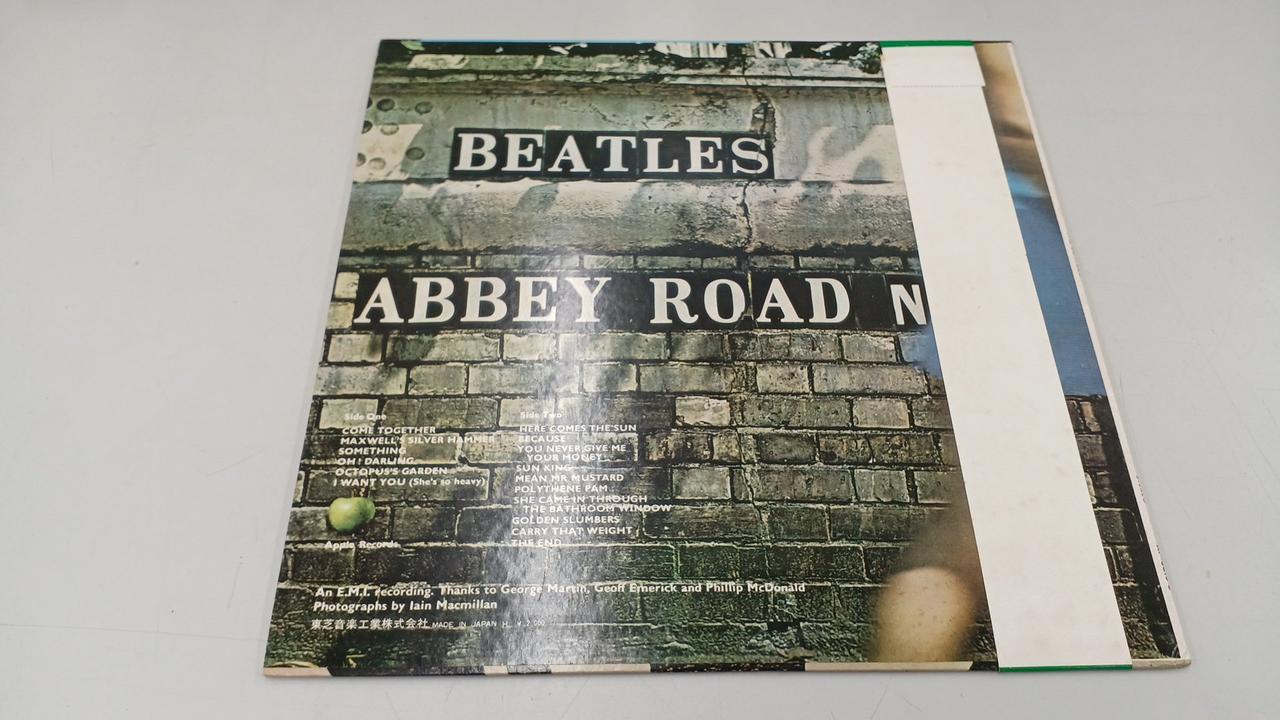 BEATLES
ABBEY ROAD N
Side One
COME TOGETHER
MAXWELL'S SILVER HAMMER
SOMETHING
OH! DARLING
OCTOPUS'S GARDEN
I WANT YOU (She's so heavy)
Apple Records
Side Two
HERE COMES THE SUN
BECAUSE
YOU NEVER GIVE ME
YOUR MONEY
SUN KING
MEAN MR MUSTARD
POLYTHENE PAM
SHE CAME IN THROUGH
THE BATHROOM WINDOW
GOLDEN SLUMBERS
CARRY THAT WEIGHT
THE END
An E.M.I. recording. Thanks to George Martin, Geoff Emerick and Phillip McDonald
Photographs by Iain Macmillan
東芝音楽工業株式会社 MADE IN JAPAN H. ¥ 2,000